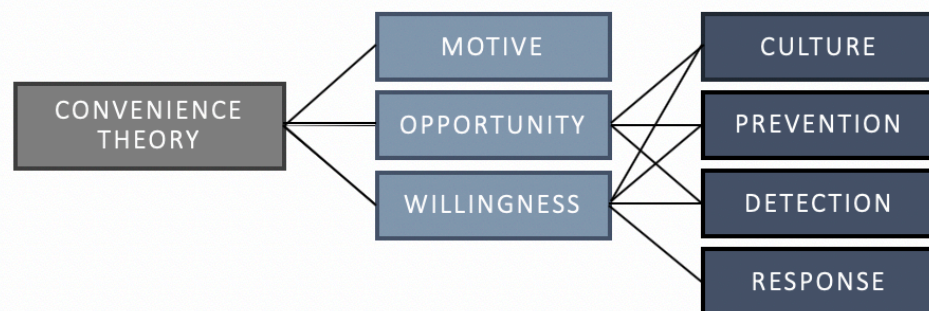 CONVENIENCE
THEORY
MOTIVE
OPPORTUNITY
WILLINGNESS
CULTURE
PREVENTION
DETECTION
RESPONSE